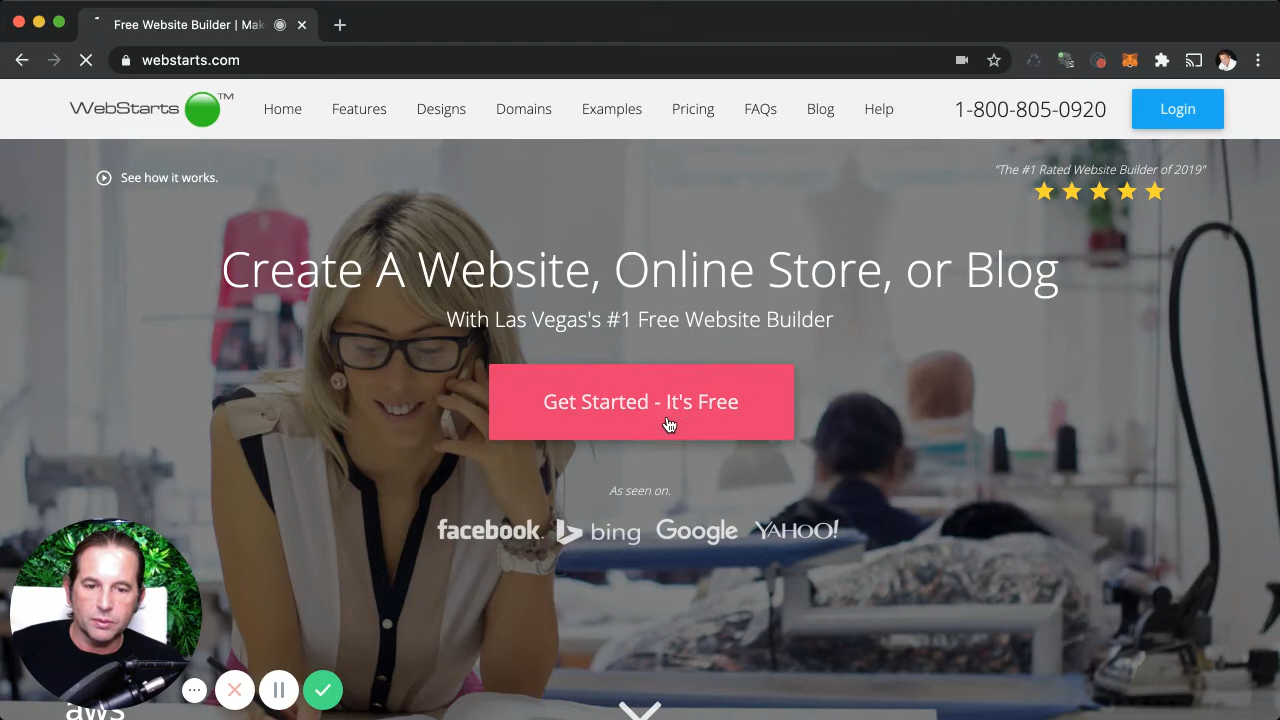 Free Website Builder | Mak
webstarts.com
WebStarts TM
Home Features Designs Domains Examples Pricing FAQs Blog Help
1-800-805-0920
Login
See how it works.
"The #1 Rated Website Builder of 2019"
Create A Website, Online Store, or Blog
With Las Vegas's #1 Free Website Builder
Get Started - It's Free
As seen on.
facebook. bing Google YAHOO!
aws